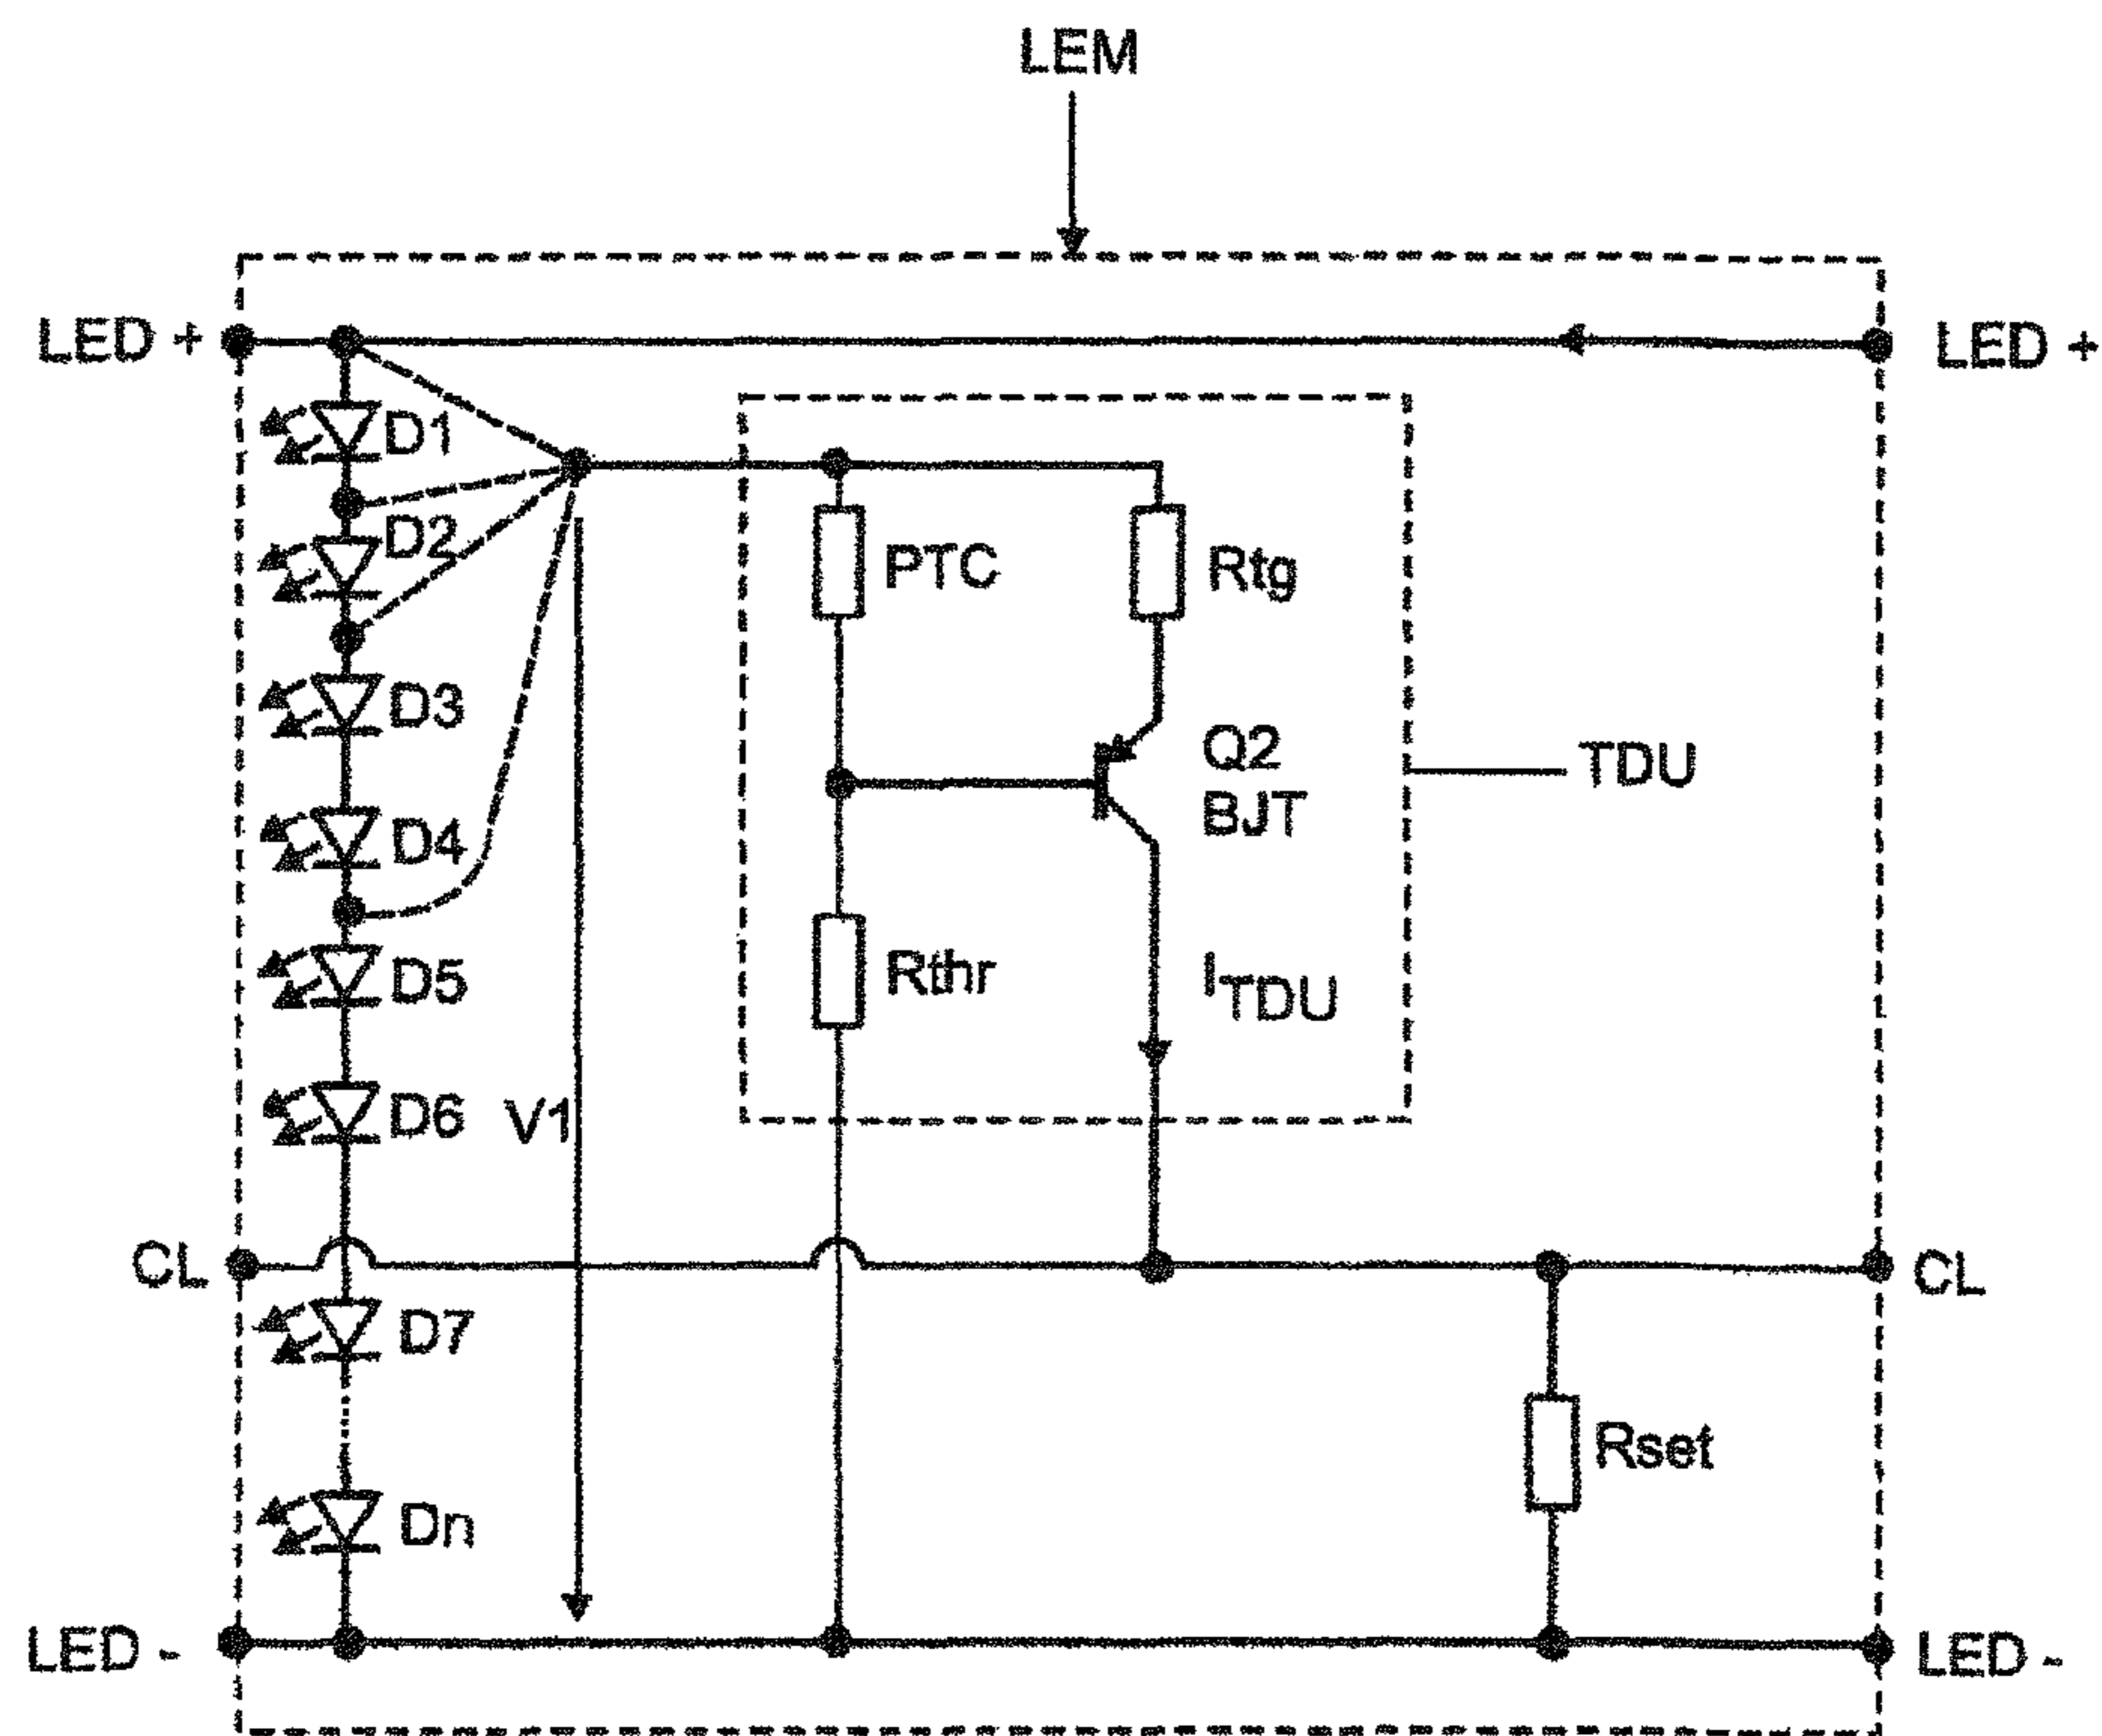 LEM
LED +
LED +
D1
D2
PTC
Rtg
D3
Q2
BJT
TDU
D4
D5
Rthr
ITDU
D6
V1
CL
CL
D7
Rset
Dn
LED -
LED -